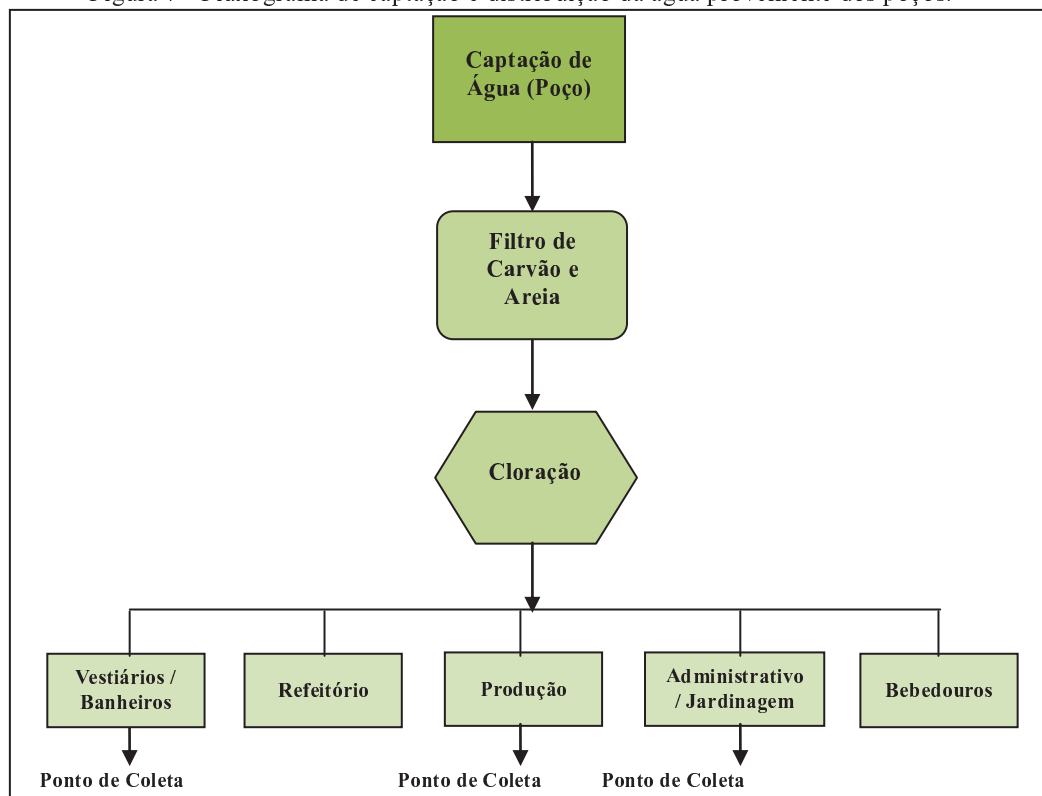 Captação de
Água (Poço)
Filtro de
Carvão e
Areia
Cloração
Vestiários /
Banheiros
Refeitório
Produção
Administrativo
/ Jardinagem
Bebedouros
Ponto de Coleta
Ponto de Coleta
Ponto de Coleta